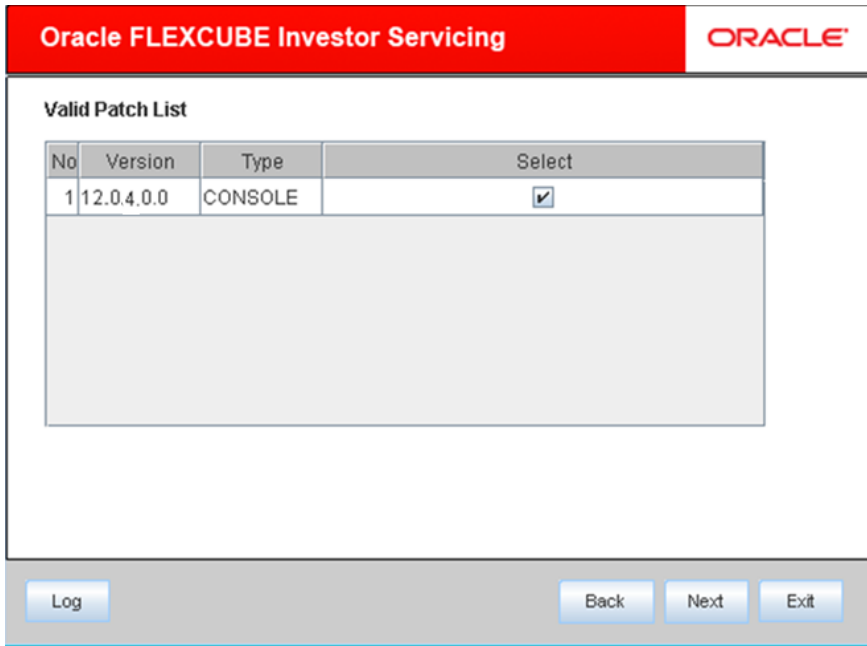 Oracle FLEXCUBE Investor Servicing ORACLE
Valid Patch List
No Version Type Select
1 12.0.4.0.0 CONSOLE
Log Back Next Exit